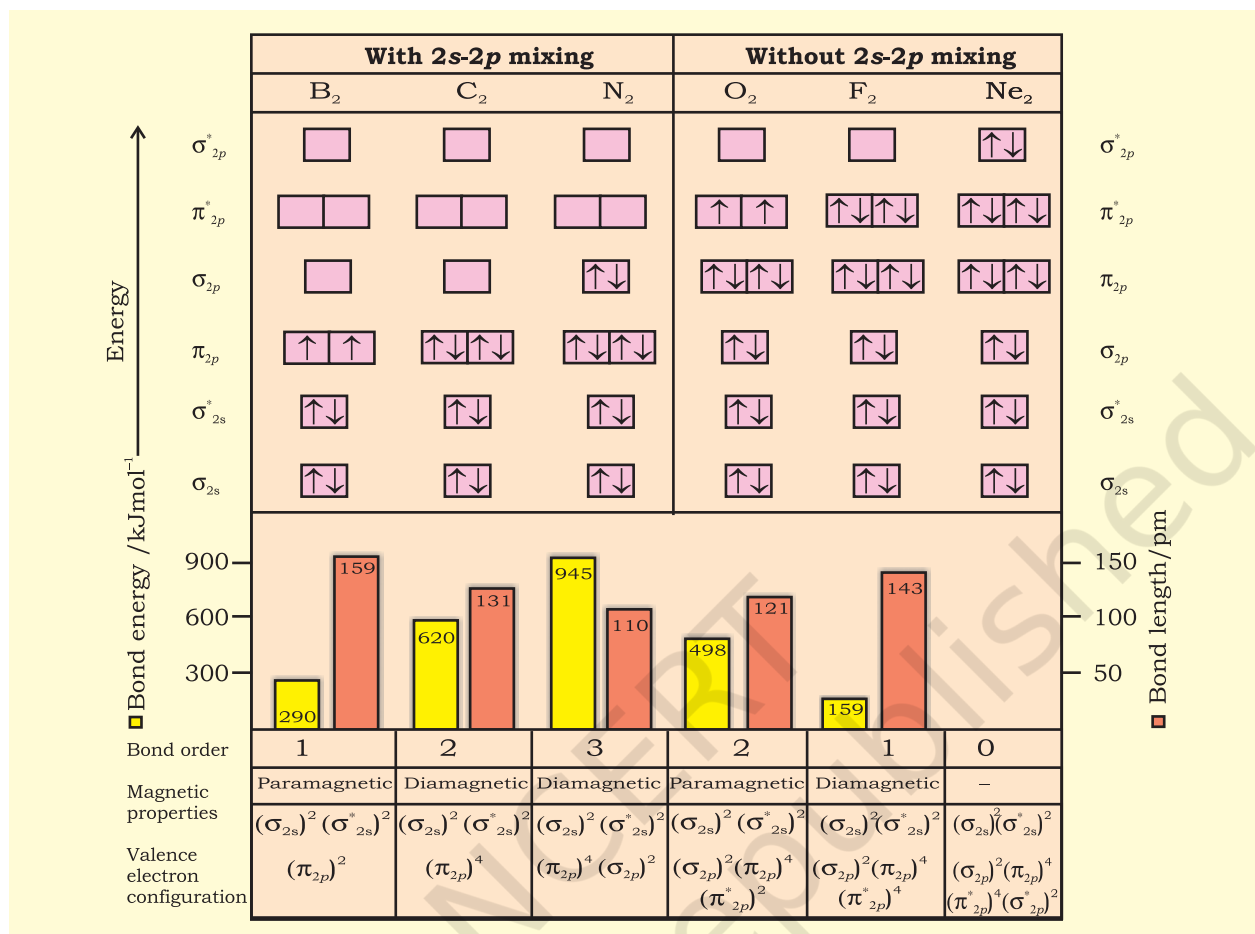 With 2s-2p mixing Without 2s-2p mixing
B₂ C₂ N₂ O₂ F₂ Ne₂
σ*₂p σ*₂p
π*₂p π*₂p
σ₂p π₂p
π₂p σ₂p
σ*₂s σ*₂s
σ₂s σ₂s
Energy
Bond energy /kJmol⁻¹
Bond length/pm
900 150
600 100
300 50
290 159 620 131 945 110 498 121 159 143
Bond order 1 2 3 2 1 0
Magnetic properties Paramagnetic Diamagnetic Diamagnetic Paramagnetic Diamagnetic –
Valence
electron
configuration
(σ₂s)² (σ*₂s)² (σ₂s)² (σ*₂s)² (σ₂s)² (σ*₂s)² (σ₂s)² (σ*₂s)² (σ₂s)² (σ*₂s)² (σ₂s)² (σ*₂s)²
(π₂p)² (π₂p)⁴ (π₂p)⁴ (σ₂p)² (σ₂p)² (π₂p)⁴ (σ₂p)² (π₂p)⁴ (σ₂p)² (π₂p)⁴
(π*₂p)² (π*₂p)⁴ (π*₂p)⁴ (σ*₂p)²
NCERT
republished